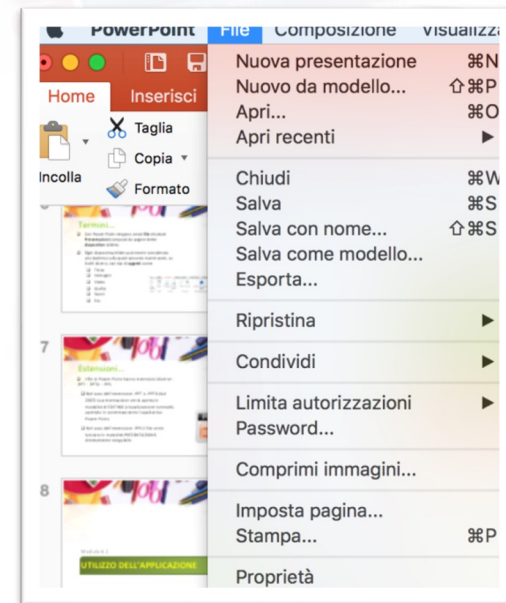 PowerPoint File Composizione Visualizza
Home Inserisci
Incolla
Taglia
Copia
Formato
Nuova presentazione ⌘N
Nuovo da modello... ⇧⌘P
Apri... ⌘O
Apri recenti ▶
Chiudi ⌘W
Salva ⌘S
Salva con nome... ⇧⌘S
Salva come modello...
Esporta...
Ripristina ▶
Condividi ▶
Limita autorizzazioni ▶
Password...
Comprimi immagini...
Imposta pagina...
Stampa... ⌘P
Proprietà
Termini...
7
Estensioni...
8
UTILIZZO DELL'APPLICAZIONE